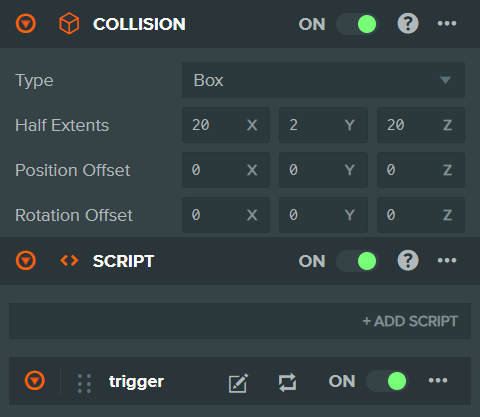 COLLISION ON ? •••
Type Box
Half Extents 20 X 2 Y 20 Z
Position Offset 0 X 0 Y 0 Z
Rotation Offset 0 X 0 Y 0 Z
SCRIPT ON ? •••
+ ADD SCRIPT
trigger ON •••